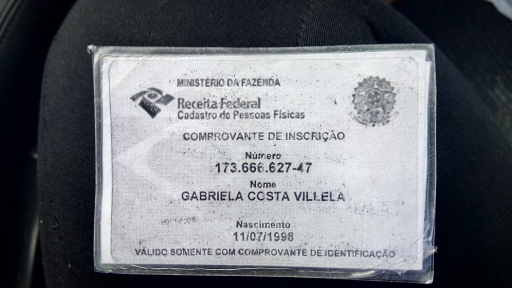 MINISTÉRIO DA FAZENDA
Receita Federal
Cadastro de Pessoas Físicas
COMPROVANTE DE INSCRIÇÃO
Número
173.666.627-47
Nome
GABRIELA COSTA VILLELA
Nascimento
11/07/1998
VÁLIDO SOMENTE COM COMPROVANTE DE IDENTIFICAÇÃO